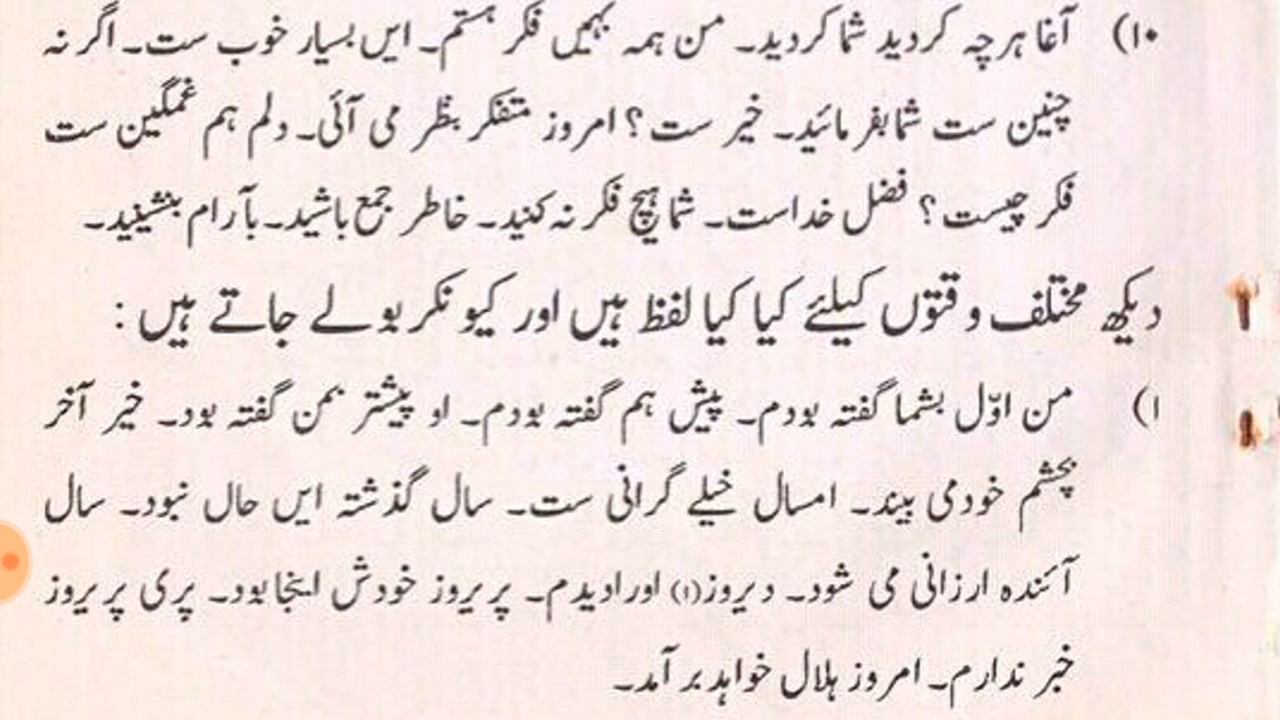 ۱۰) آغا ہرچہ کردید شما کردید۔ من ہمہ بہمیں فکر ہستم۔ ایں بسیار خوب ست۔ اگر نہ
چنین ست شما بفرمائید۔ خیر ست؟ امروز متفکر بنظر می آئی۔ دلم ہم غمگین ست
فکر چیست؟ فضل خداست۔ شما ہیچ فکر نہ کنید۔ خاطر جمع باشید۔ بآرام بنشینید۔
دیکھ مختلف وقتوں کیلئے کیا کیا لفظ ہیں اور کیونکر بولے جاتے ہیں :
۱) من اوّل بشما گفتہ بودم۔ پیش ہم گفتہ بودم۔ او پیشتر بمن گفتہ بود۔ خیر آخر
بچشم خود می بیند۔ امسال خیلے گرانی ست۔ سال گذشتہ ایں حال نبود۔ سال
آئندہ ارزانی می شود۔ دیروز(۱) اورا دیدم۔ پریروز خودش اینجا بود۔ پری پریروز
خبر ندارم۔ امروز ہلال خواہد بر آمد۔